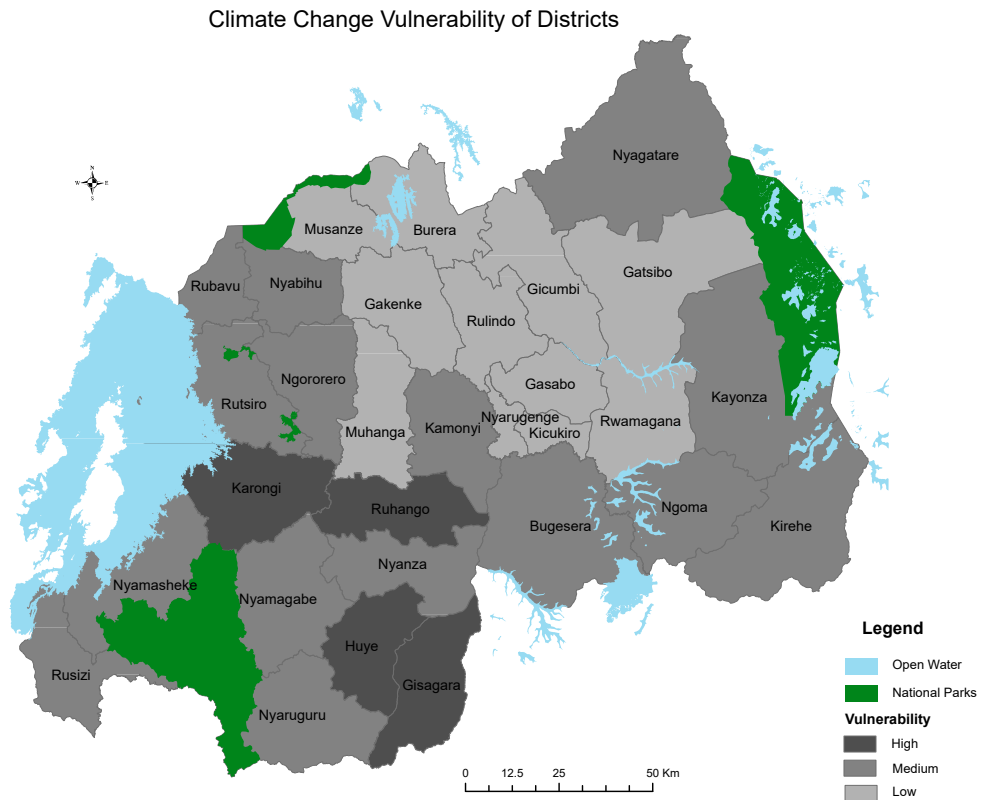 Climate Change Vulnerability of Districts
N
W E
S
Nyagatare
Musanze
Burera
Gatsibo
Rubavu
Nyabihu
Gicumbi
Gakenke
Rulindo
Ngororero
Gasabo
Kayonza
Rutsiro
Nyarugenge
Rwamagana
Muhanga
Kamonyi
Kicukiro
Karongi
Ruhango
Ngoma
Bugesera
Kirehe
Nyanza
Nyamasheke
Nyamagabe
Huye
Rusizi
Gisagara
Nyaruguru
Legend
Open Water
National Parks
Vulnerability
High
Medium
Low
0 12.5 25 50 Km